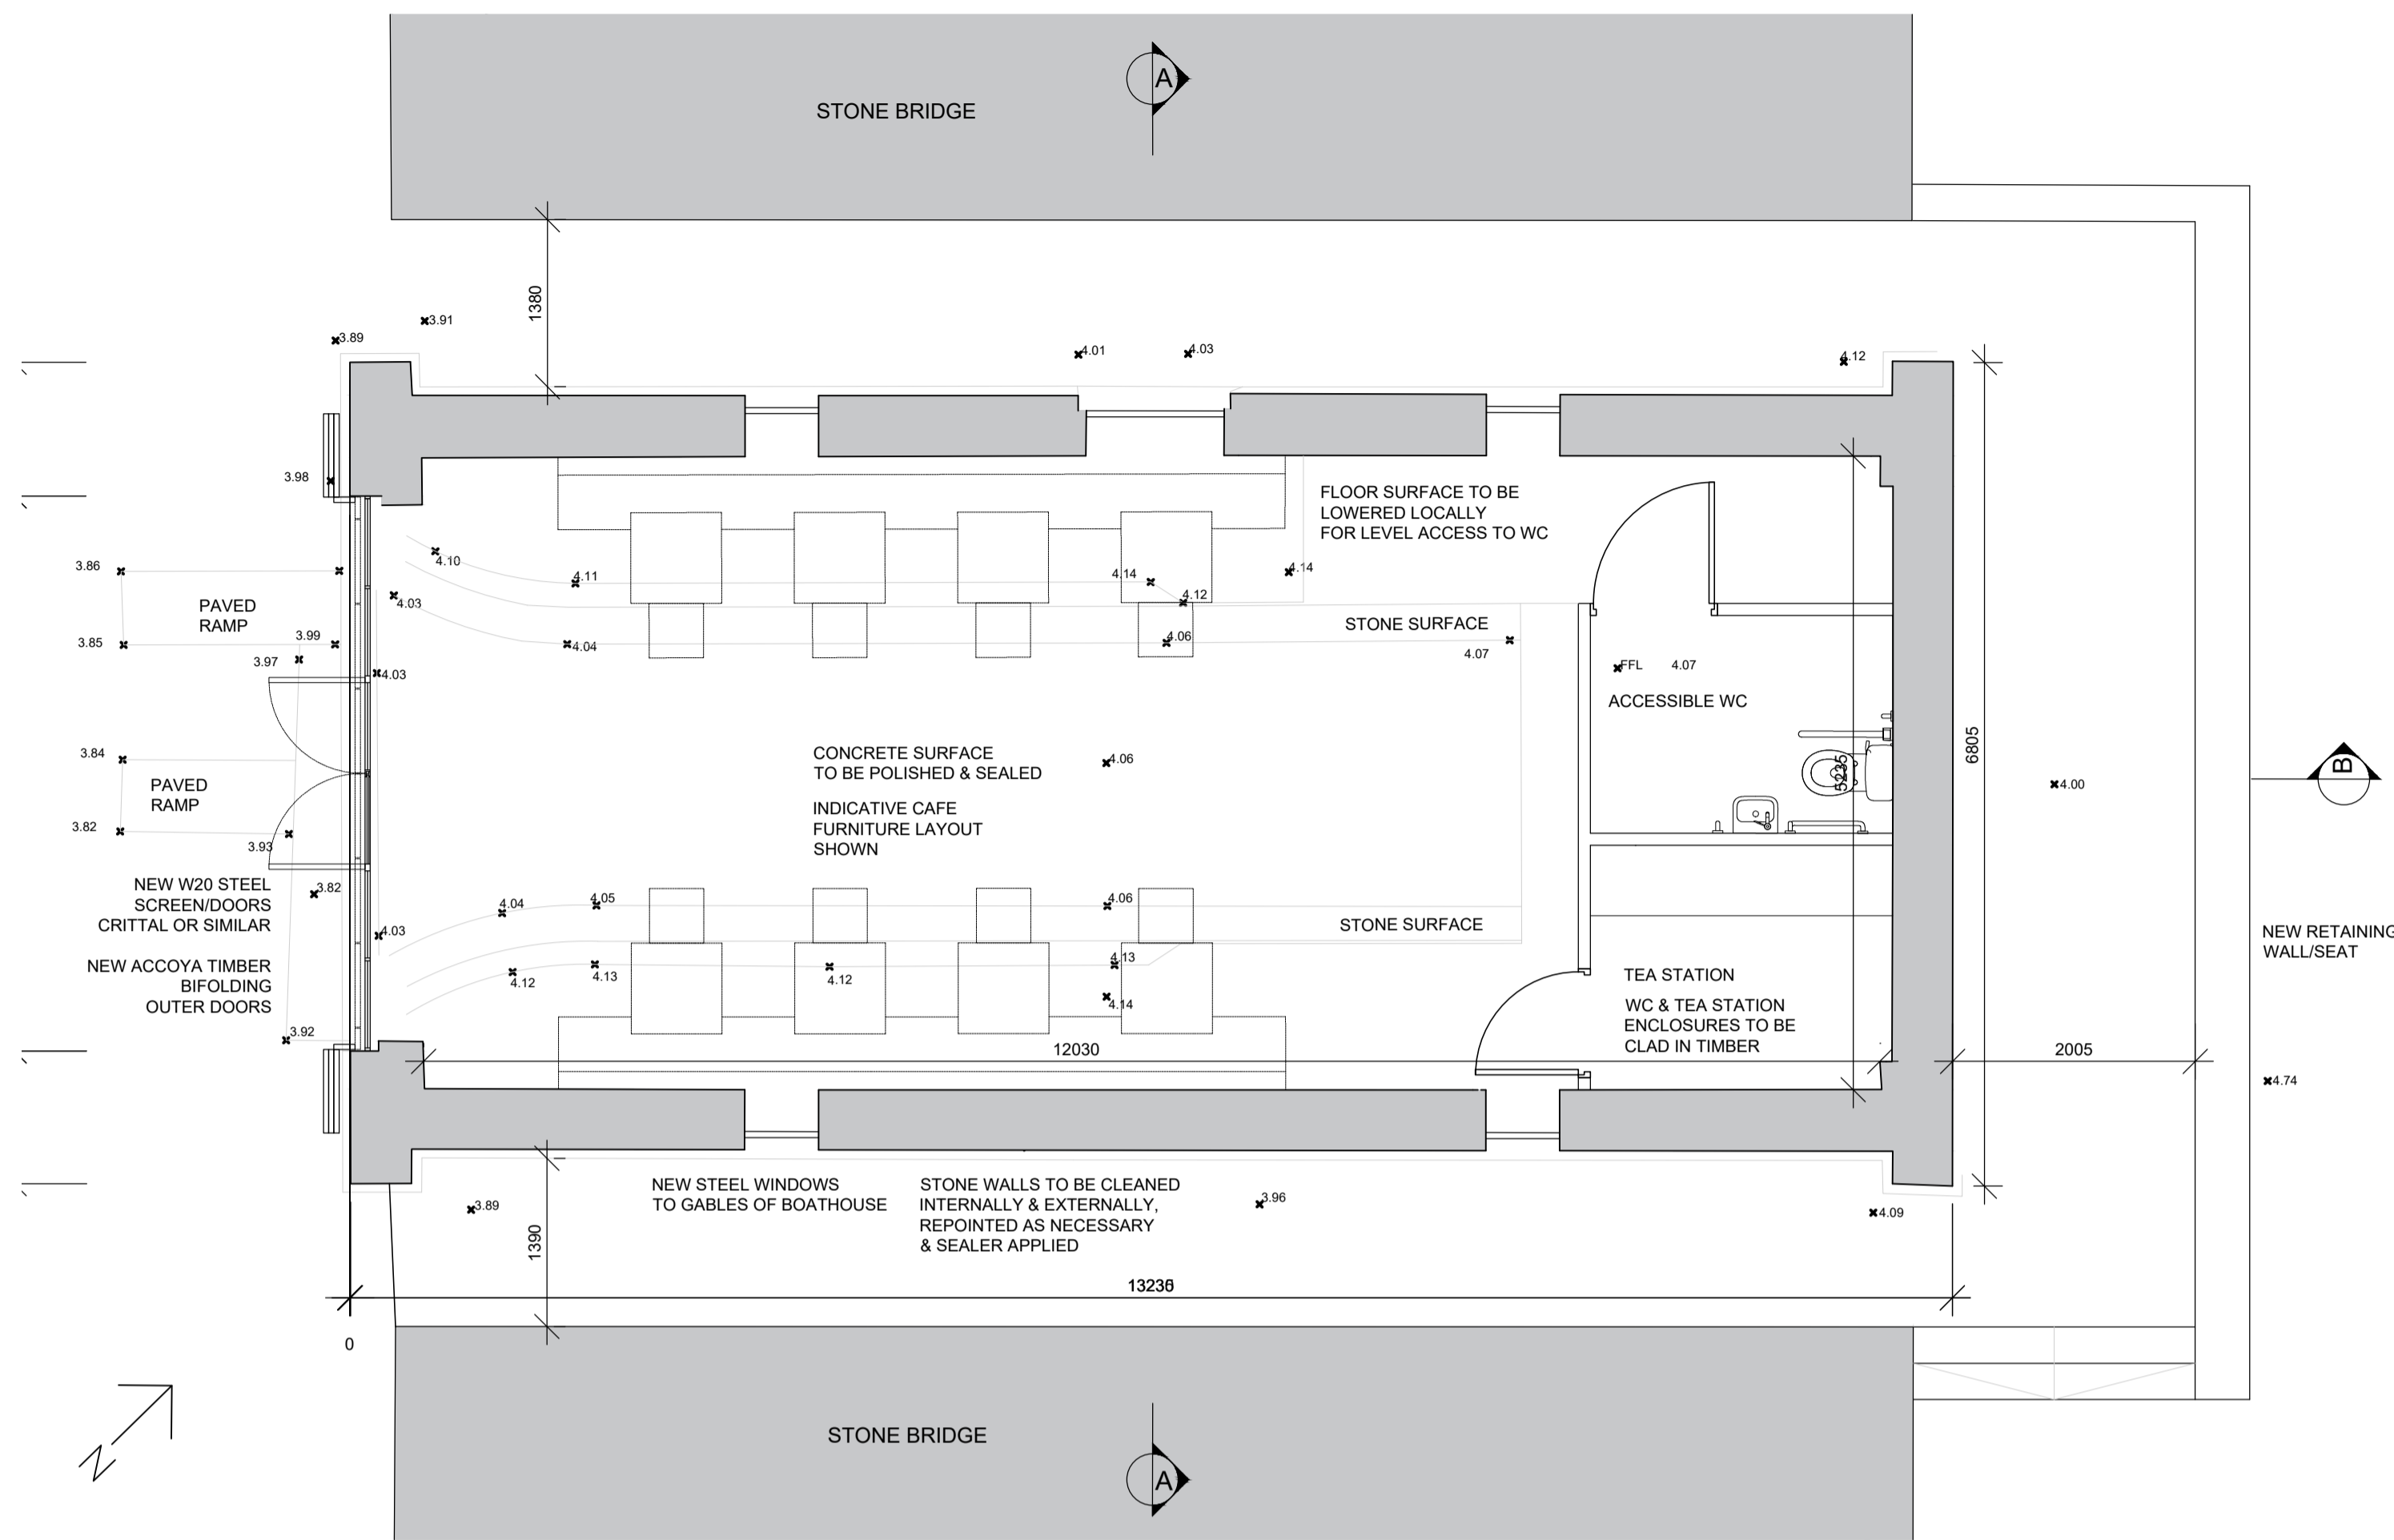 STONE BRIDGE
A
1380
3.91
3.89
4.01
4.03
4.12
3.98
FLOOR SURFACE TO BE
LOWERED LOCALLY
FOR LEVEL ACCESS TO WC
3.86
4.10
4.11
4.14
4.14
4.12
4.03
PAVED
RAMP
STONE SURFACE
3.85
3.99
4.04
4.06
4.07
3.97
4.03
FFL 4.07
ACCESSIBLE WC
3.84
CONCRETE SURFACE
TO BE POLISHED & SEALED
4.06
6805
B
PAVED
RAMP
5235
4.00
INDICATIVE CAFE
FURNITURE LAYOUT
SHOWN
3.82
3.93
NEW W20 STEEL
SCREEN/DOORS
CRITTAL OR SIMILAR
3.82
4.04
4.05
4.06
STONE SURFACE
4.03
NEW RETAINING
WALL/SEAT
NEW ACCOYA TIMBER
BIFOLDING
OUTER DOORS
4.12
4.13
4.12
4.13
4.14
TEA STATION
WC & TEA STATION
ENCLOSURES TO BE
CLAD IN TIMBER
3.92
12030
2005
4.74
NEW STEEL WINDOWS
TO GABLES OF BOATHOUSE
STONE WALLS TO BE CLEANED
INTERNALLY & EXTERNALLY,
REPOINTED AS NECESSARY
& SEALER APPLIED
3.89
3.96
4.09
1390
0
N
STONE BRIDGE
A